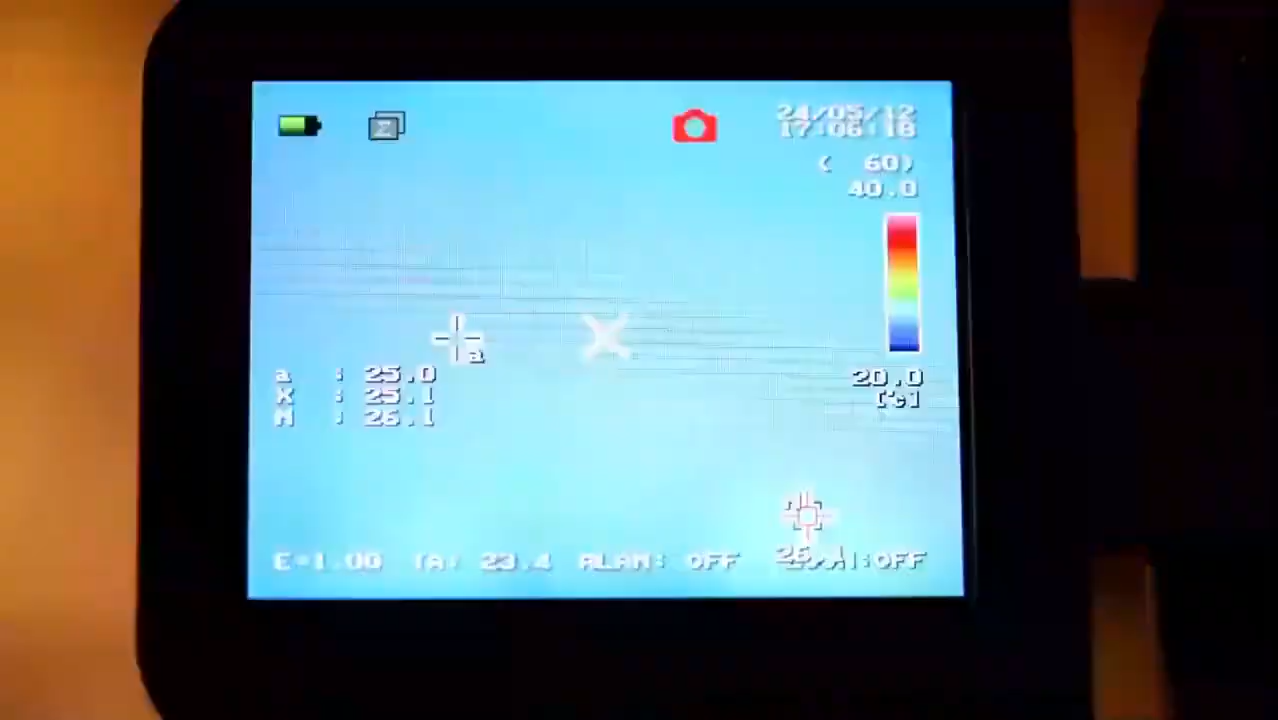 Σ
24/05/12
17:06:18
( 60)
40.0
a
a : 25.0
X : 25.1
M : 26.1
20.0
[℃]
E=1.00 TA: 23.4 ALAM: OFF :OFF